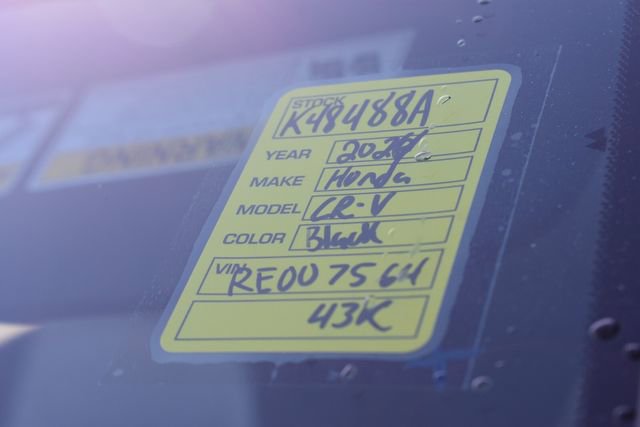 STOCK
K48488A
YEAR 2024
MAKE Honda
MODEL CR-V
COLOR Black
VIN RE007564
43K